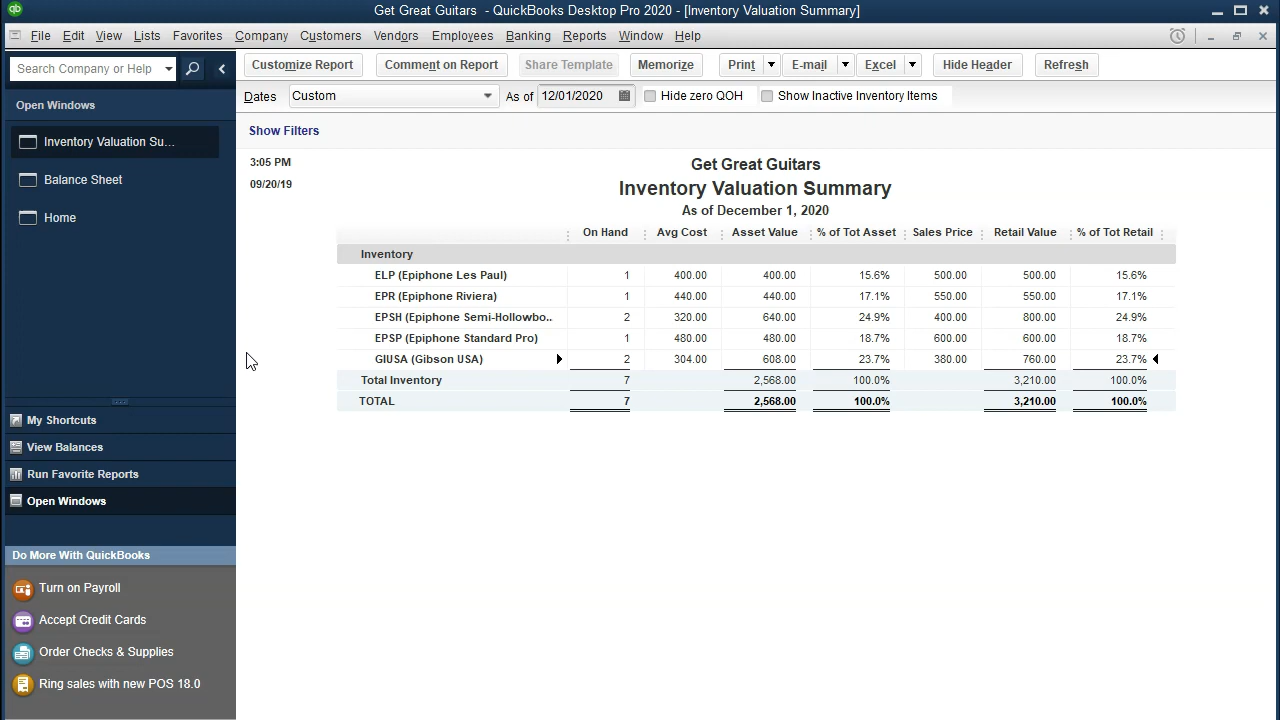 qb Get Great Guitars - QuickBooks Desktop Pro 2020 - [Inventory Valuation Summary]
File Edit View Lists Favorites Company Customers Vendors Employees Banking Reports Window Help
Search Company or Help
Customize Report Comment on Report Share Template Memorize Print E-mail Excel Hide Header Refresh
Open Windows
Dates Custom As of 12/01/2020 Hide zero QOH Show Inactive Inventory Items
Inventory Valuation Su...
Balance Sheet
Home
My Shortcuts
View Balances
Run Favorite Reports
Open Windows
Do More With QuickBooks
Turn on Payroll
Accept Credit Cards
Order Checks & Supplies
Ring sales with new POS 18.0
Show Filters
3:05 PM
09/20/19
Get Great Guitars
Inventory Valuation Summary
As of December 1, 2020
On Hand Avg Cost Asset Value % of Tot Asset Sales Price Retail Value % of Tot Retail
Inventory
ELP (Epiphone Les Paul) 1 400.00 400.00 15.6% 500.00 500.00 15.6%
EPR (Epiphone Riviera) 1 440.00 440.00 17.1% 550.00 550.00 17.1%
EPSH (Epiphone Semi-Hollowbo.. 2 320.00 640.00 24.9% 400.00 800.00 24.9%
EPSP (Epiphone Standard Pro) 1 480.00 480.00 18.7% 600.00 600.00 18.7%
GIUSA (Gibson USA) 2 304.00 608.00 23.7% 380.00 760.00 23.7%
Total Inventory 7 2,568.00 100.0% 3,210.00 100.0%
TOTAL 7 2,568.00 100.0% 3,210.00 100.0%